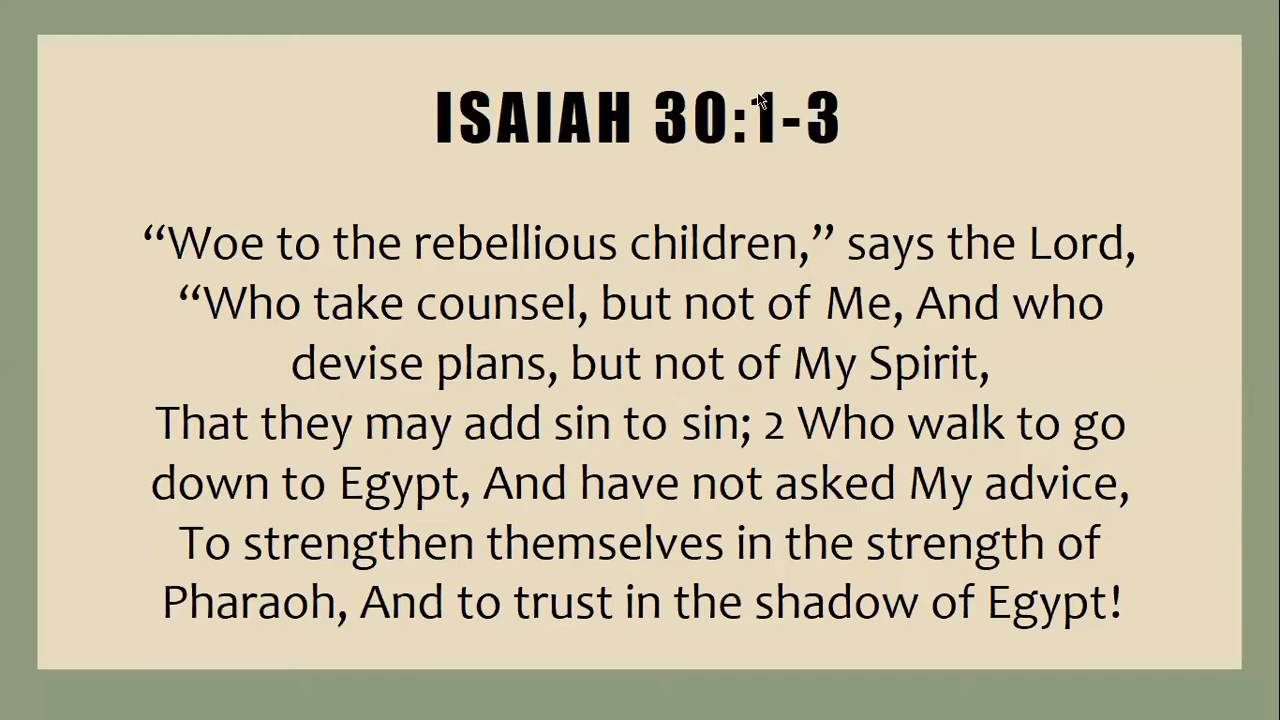 ISAIAH 30:1-3
“Woe to the rebellious children,” says the Lord,
“Who take counsel, but not of Me, And who
devise plans, but not of My Spirit,
That they may add sin to sin; 2 Who walk to go
down to Egypt, And have not asked My advice,
To strengthen themselves in the strength of
Pharaoh, And to trust in the shadow of Egypt!